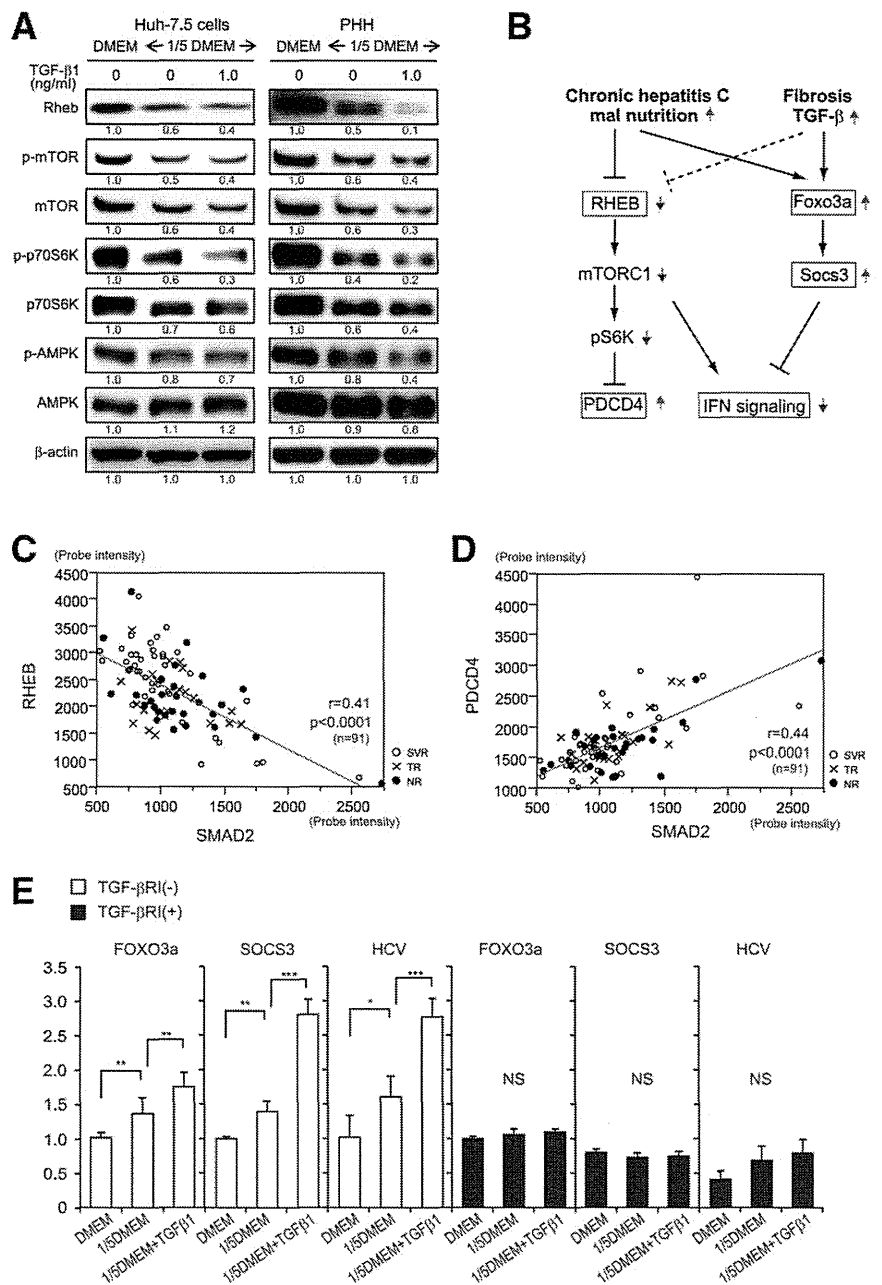 A
Huh-7.5 cells PHH
DMEM ← 1/5 DMEM → DMEM ← 1/5 DMEM →
TGF-β1 (ng/ml) 0 0 1.0 0 0 1.0
Rheb
1.0 0.6 0.4 1.0 0.5 0.1
p-mTOR
1.0 0.5 0.4 1.0 0.6 0.4
mTOR
1.0 0.6 0.4 1.0 0.6 0.3
p-p70S6K
1.0 0.6 0.3 1.0 0.4 0.2
p70S6K
1.0 0.7 0.6 1.0 0.6 0.4
p-AMPK
1.0 0.8 0.7 1.0 0.8 0.4
AMPK
1.0 1.1 1.2 1.0 0.9 0.8
β-actin
1.0 1.0 1.0 1.0 1.0 1.0
B
Chronic hepatitis C
mal nutrition ↑
Fibrosis
TGF-β ↑
RHEB ↓
Foxo3a ↑
mTORC1 ↓
Socs3 ↑
pS6K ↓
PDCD4 ↑
IFN signaling ↓
C
(Probe intensity)
RHEB
4500
4000
3500
3000
2500
2000
1500
1000
500
r=0.41
p<0.0001
(n=91)
○ SVR
× TR
● NR
500 1000 1500 2000 2500
(Probe intensity)
SMAD2
D
(Probe intensity)
PDCD4
4500
4000
3500
3000
2500
2000
1500
1000
r=0.44
p<0.0001
(n=91)
○ SVR
× TR
● NR
500 1000 1500 2000 2500
(Probe intensity)
SMAD2
E
TGF-βRI(-)
TGF-βRI(+)
FOXO3a SOCS3 HCV FOXO3a SOCS3 HCV
3.5
3.0
2.5
2.0
1.5
1.0
0.5
0
** ** ** *** * ***
NS NS NS
DMEM 1/5DMEM 1/5DMEM+TGFβ1
DMEM 1/5DMEM 1/5DMEM+TGFβ1
DMEM 1/5DMEM 1/5DMEM+TGFβ1
DMEM 1/5DMEM 1/5DMEM+TGFβ1
DMEM 1/5DMEM 1/5DMEM+TGFβ1
DMEM 1/5DMEM 1/5DMEM+TGFβ1